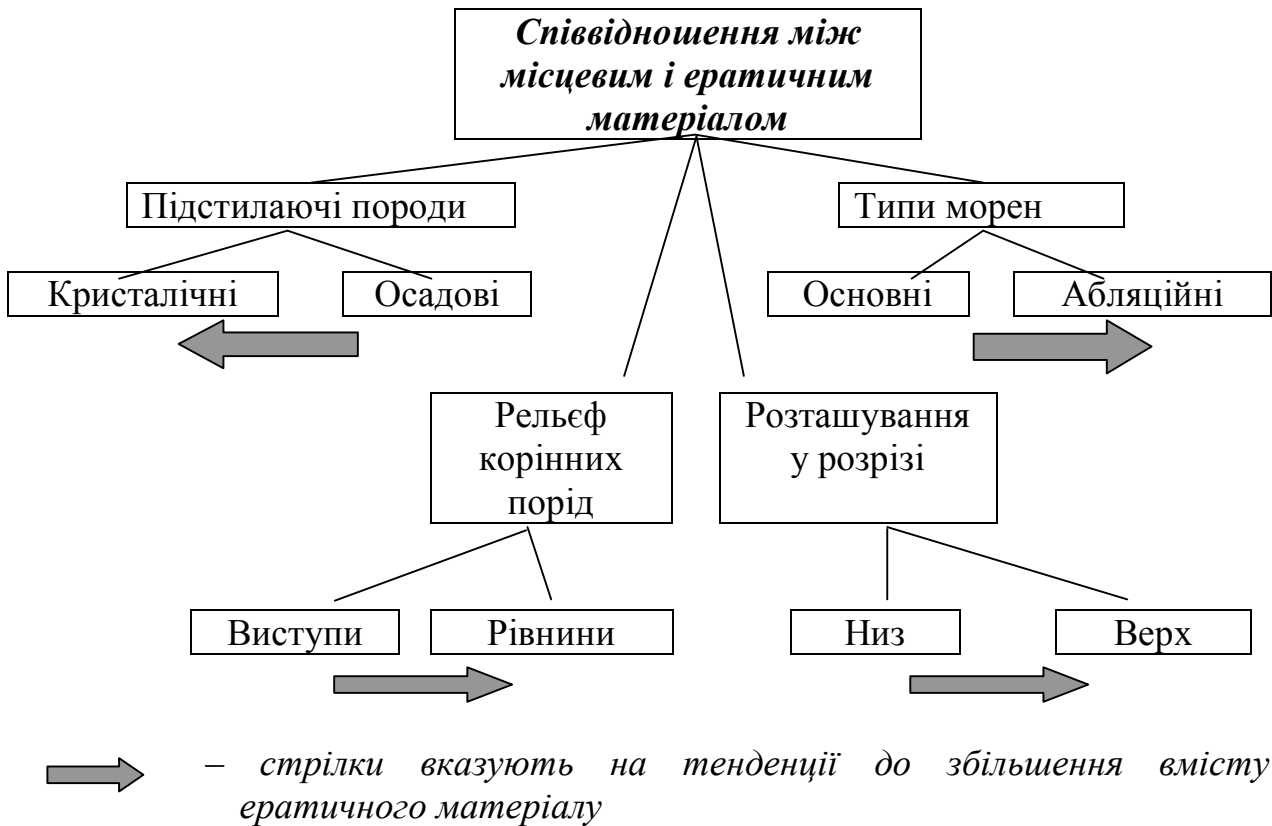 Співвідношення між
місцевим і ератичним
матеріалом
Підстилаючі породи
Типи морен
Кристалічні
Осадові
Основні
Абляційні
Рельєф
корінних
порід
Розташування
у розрізі
Виступи
Рівнини
Низ
Верх
– стрілки вказують на тенденції до збільшення вмісту
ератичного матеріалу